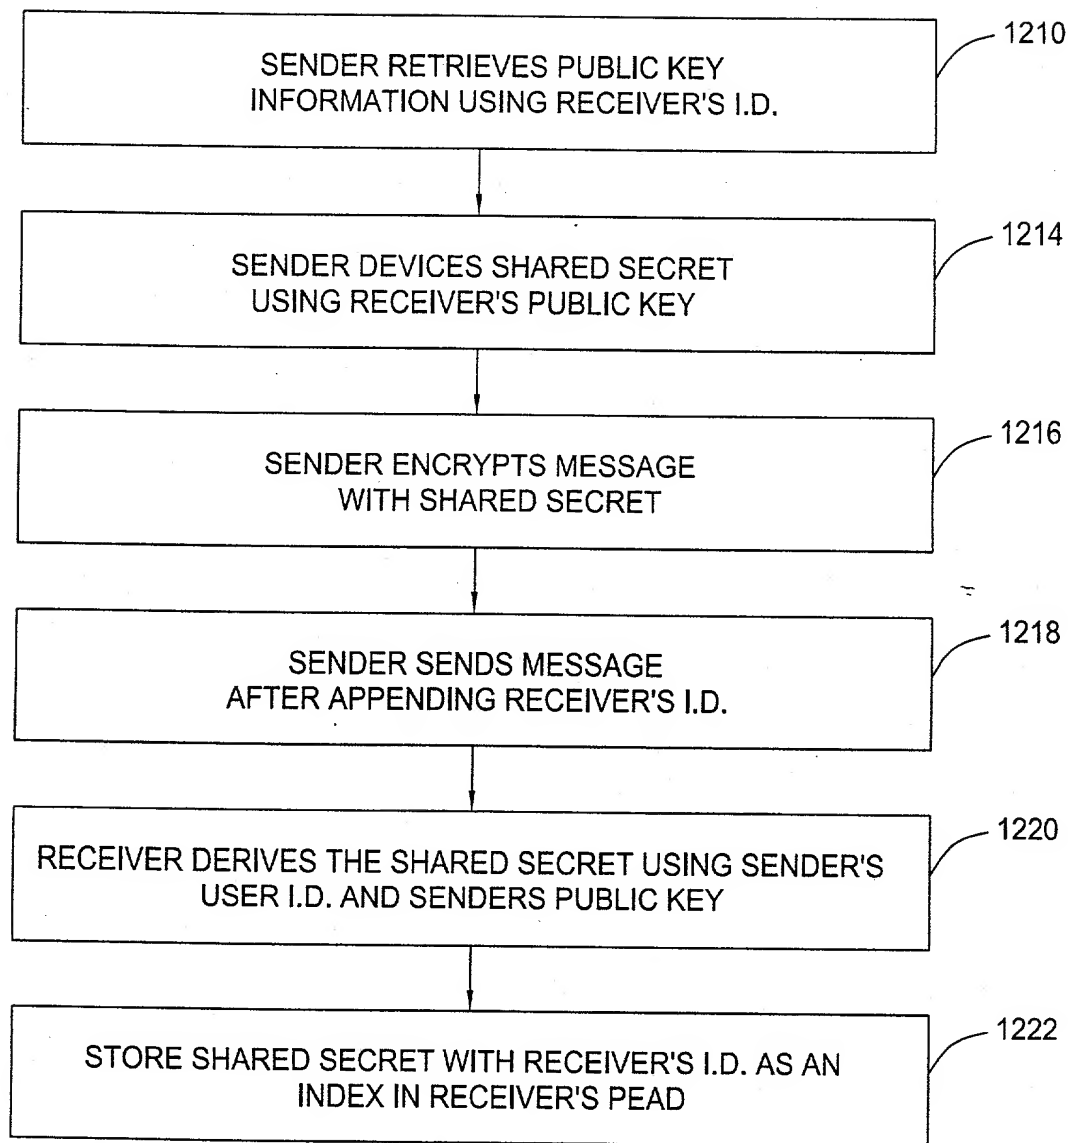 SENDER RETRIEVES PUBLIC KEY
INFORMATION USING RECEIVER'S I.D.
1210
SENDER DEVICES SHARED SECRET
USING RECEIVER'S PUBLIC KEY
1214
SENDER ENCRYPTS MESSAGE
WITH SHARED SECRET
1216
SENDER SENDS MESSAGE
AFTER APPENDING RECEIVER'S I.D.
1218
RECEIVER DERIVES THE SHARED SECRET USING SENDER'S
USER I.D. AND SENDERS PUBLIC KEY
1220
STORE SHARED SECRET WITH RECEIVER'S I.D. AS AN
INDEX IN RECEIVER'S PEAD
1222